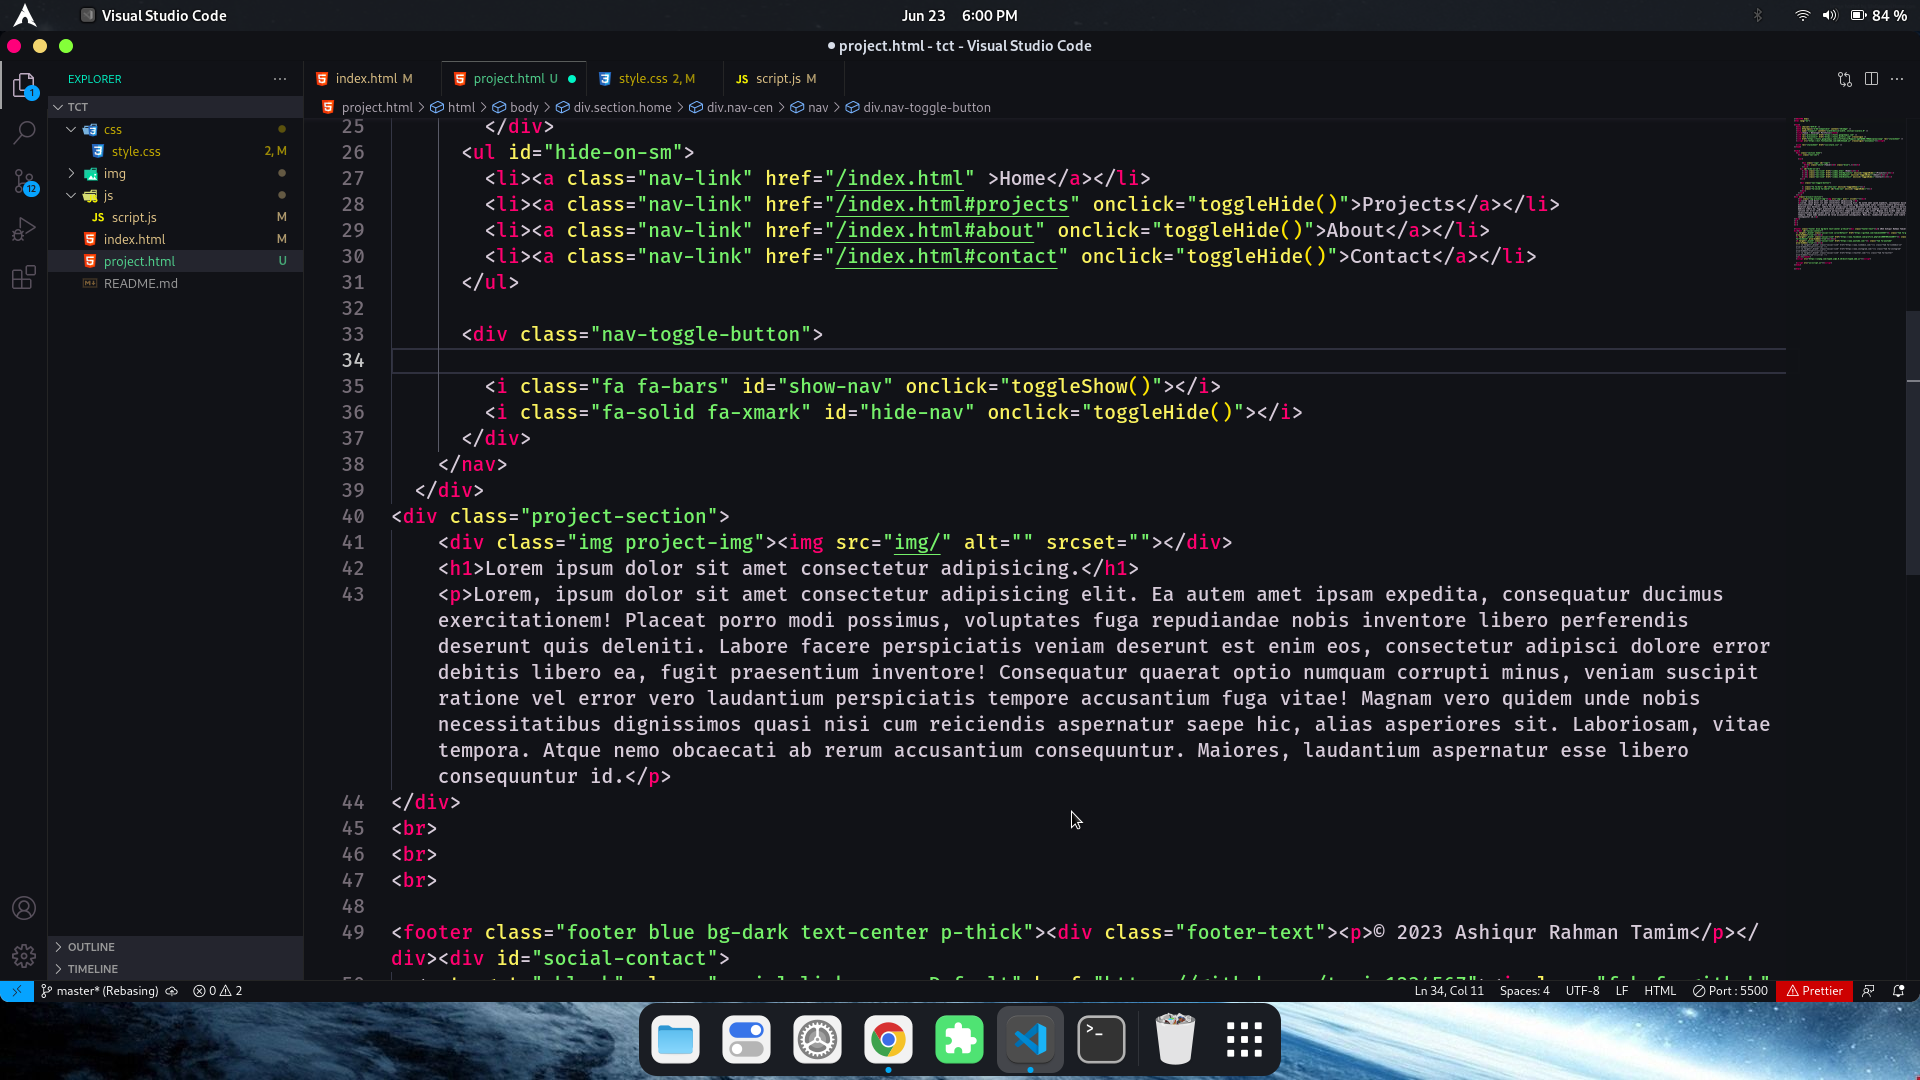 Visual Studio Code
Jun 23 6:00 PM
84 %
● project.html - tct - Visual Studio Code
EXPLORER
TCT
css
style.css 2, M
img
js
JS script.js M
index.html M
project.html U
README.md
1
12
OUTLINE
TIMELINE
index.html M
project.html U
style.css 2, M
JS script.js M
project.html > html > body > div.section.home > div.nav-cen > nav > div.nav-toggle-button
25 </div>
26 <ul id="hide-on-sm">
27 <li><a class="nav-link" href="/index.html" >Home</a></li>
28 <li><a class="nav-link" href="/index.html#projects" onclick="toggleHide()">Projects</a></li>
29 <li><a class="nav-link" href="/index.html#about" onclick="toggleHide()">About</a></li>
30 <li><a class="nav-link" href="/index.html#contact" onclick="toggleHide()">Contact</a></li>
31 </ul>
32
33 <div class="nav-toggle-button">
34
35 <i class="fa fa-bars" id="show-nav" onclick="toggleShow()"></i>
36 <i class="fa-solid fa-xmark" id="hide-nav" onclick="toggleHide()"></i>
37 </div>
38 </nav>
39 </div>
40 <div class="project-section">
41 <div class="img project-img"><img src="img/" alt="" srcset=""></div>
42 <h1>Lorem ipsum dolor sit amet consectetur adipisicing.</h1>
43 <p>Lorem, ipsum dolor sit amet consectetur adipisicing elit. Ea autem amet ipsam expedita, consequatur ducimus
exercitationem! Placeat porro modi possimus, voluptates fuga repudiandae nobis inventore libero perferendis
deserunt quis deleniti. Labore facere perspiciatis veniam deserunt est enim eos, consectetur adipisci dolore error
debitis libero ea, fugit praesentium inventore! Consequatur quaerat optio numquam corrupti minus, veniam suscipit
ratione vel error vero laudantium perspiciatis tempore accusantium fuga vitae! Magnam vero quidem unde nobis
necessitatibus dignissimos quasi nisi cum reiciendis aspernatur saepe hic, alias asperiores sit. Laboriosam, vitae
tempora. Atque nemo obcaecati ab rerum accusantium consequuntur. Maiores, laudantium aspernatur esse libero
consequuntur id.</p>
44 </div>
45 <br>
46 <br>
47 <br>
48
49 <footer class="footer blue bg-dark text-center p-thick"><div class="footer-text"><p>© 2023 Ashiqur Rahman Tamim</p></
div><div id="social-contact">
master* (Rebasing) 0 2
Ln 34, Col 11 Spaces: 4 UTF-8 LF HTML Port : 5500 Prettier